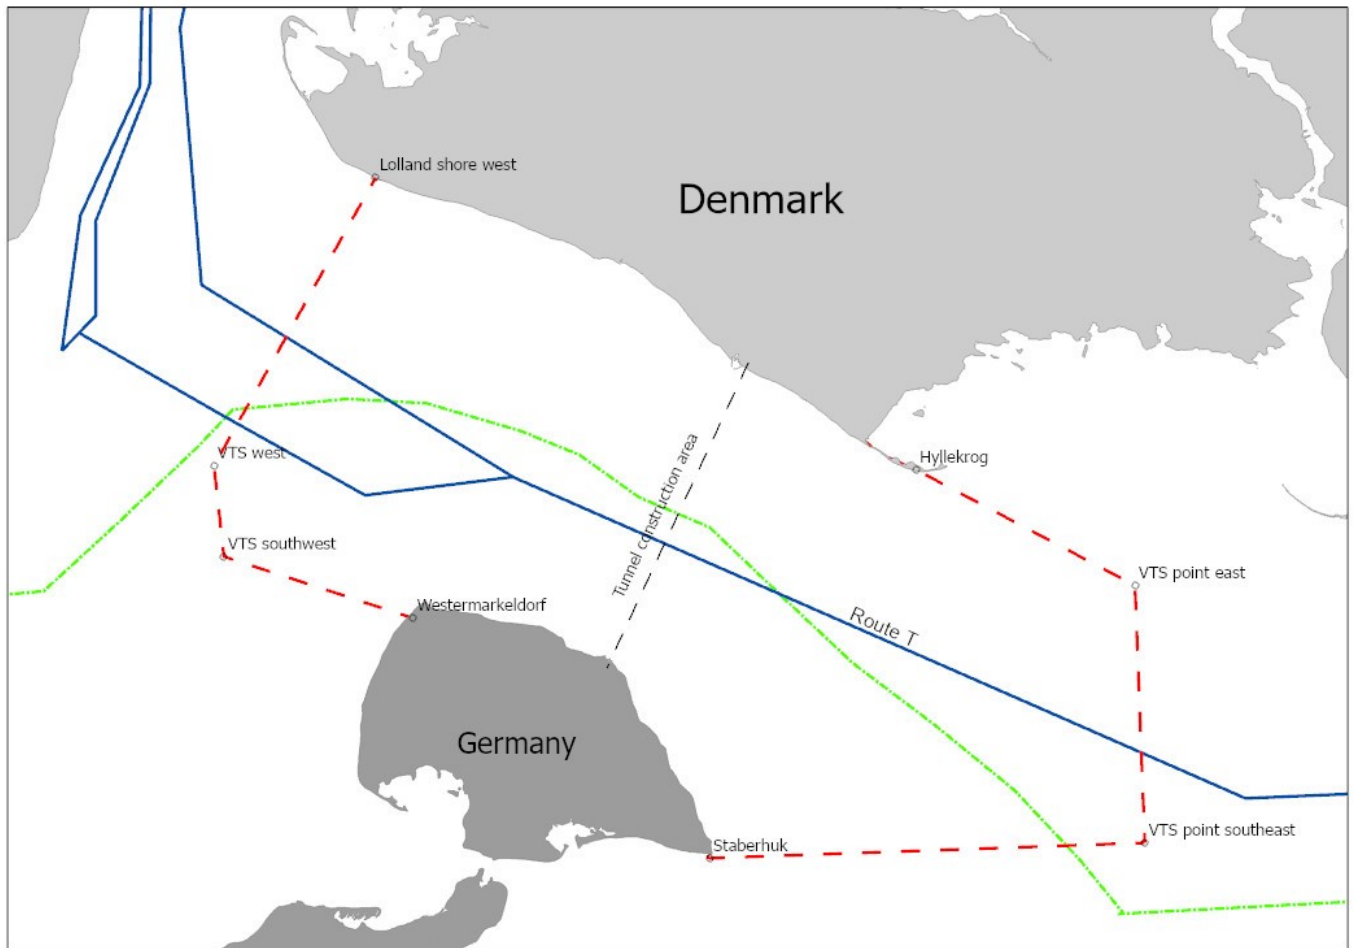 Lolland shore west
Denmark
VTS west
Hyllekrog
Tunnel construction area
VTS southwest
VTS point east
Westermarkeldorf
Route T
Germany
VTS point southeast
Staberhuk